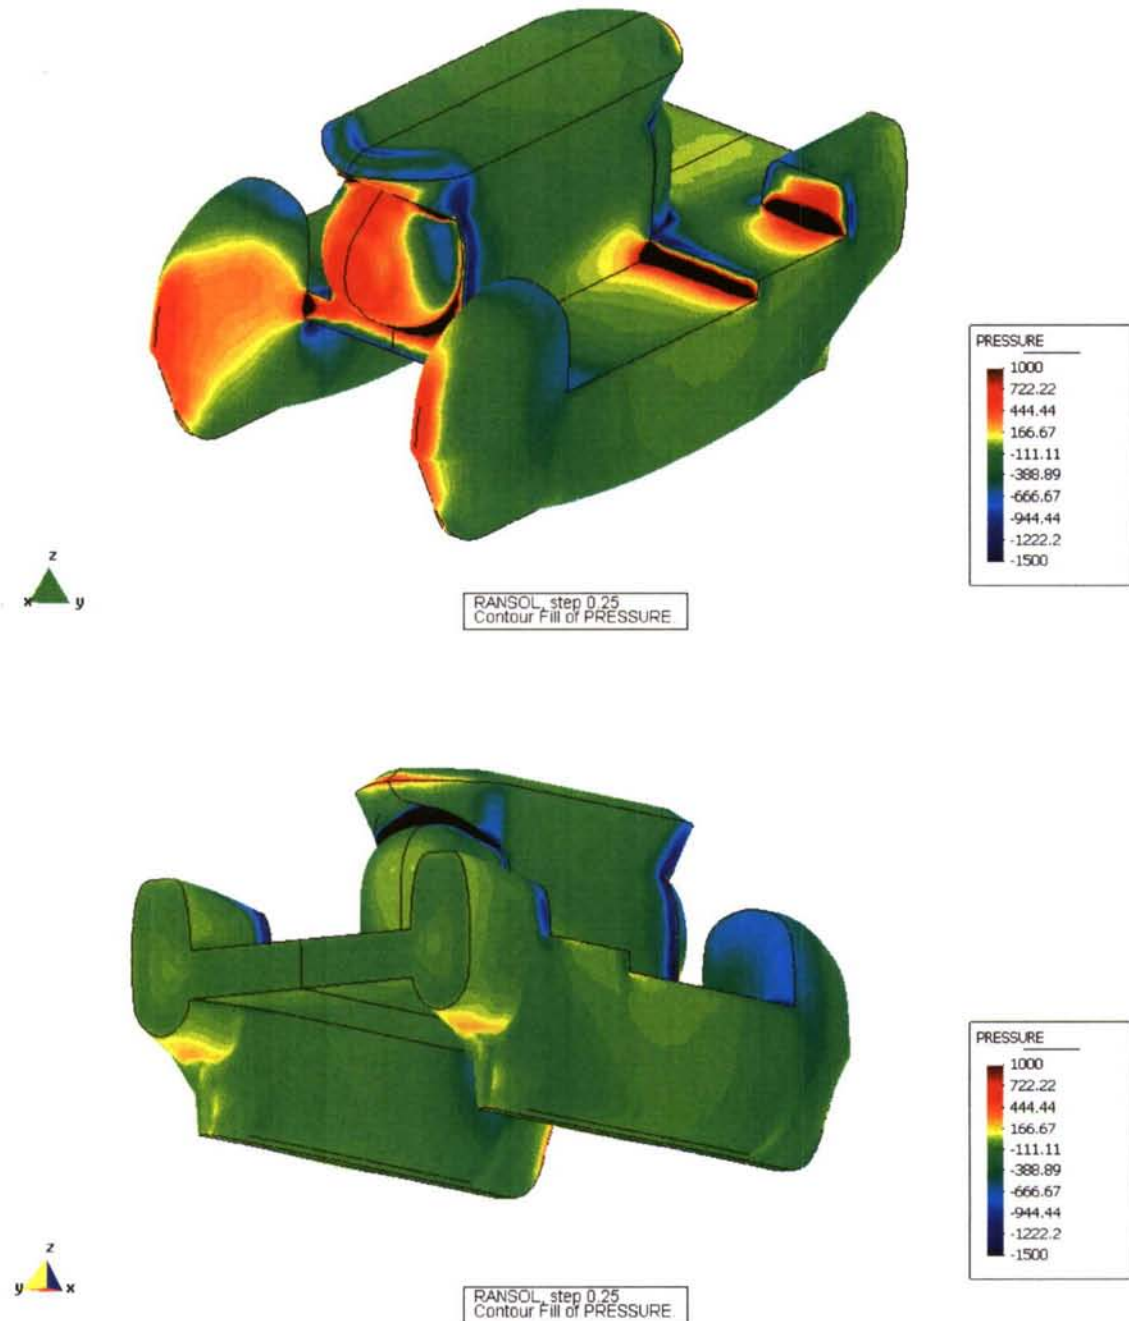 PRESSURE
1000
722.22
444.44
166.67
-111.11
-388.89
-666.67
-944.44
-1222.2
-1500
z
x y
RANSOL, step 0.25
Contour Fill of PRESSURE.
PRESSURE
1000
722.22
444.44
166.67
-111.11
-388.89
-666.67
-944.44
-1222.2
-1500
z
y x
RANSOL, step 0.25
Contour Fill of PRESSURE.